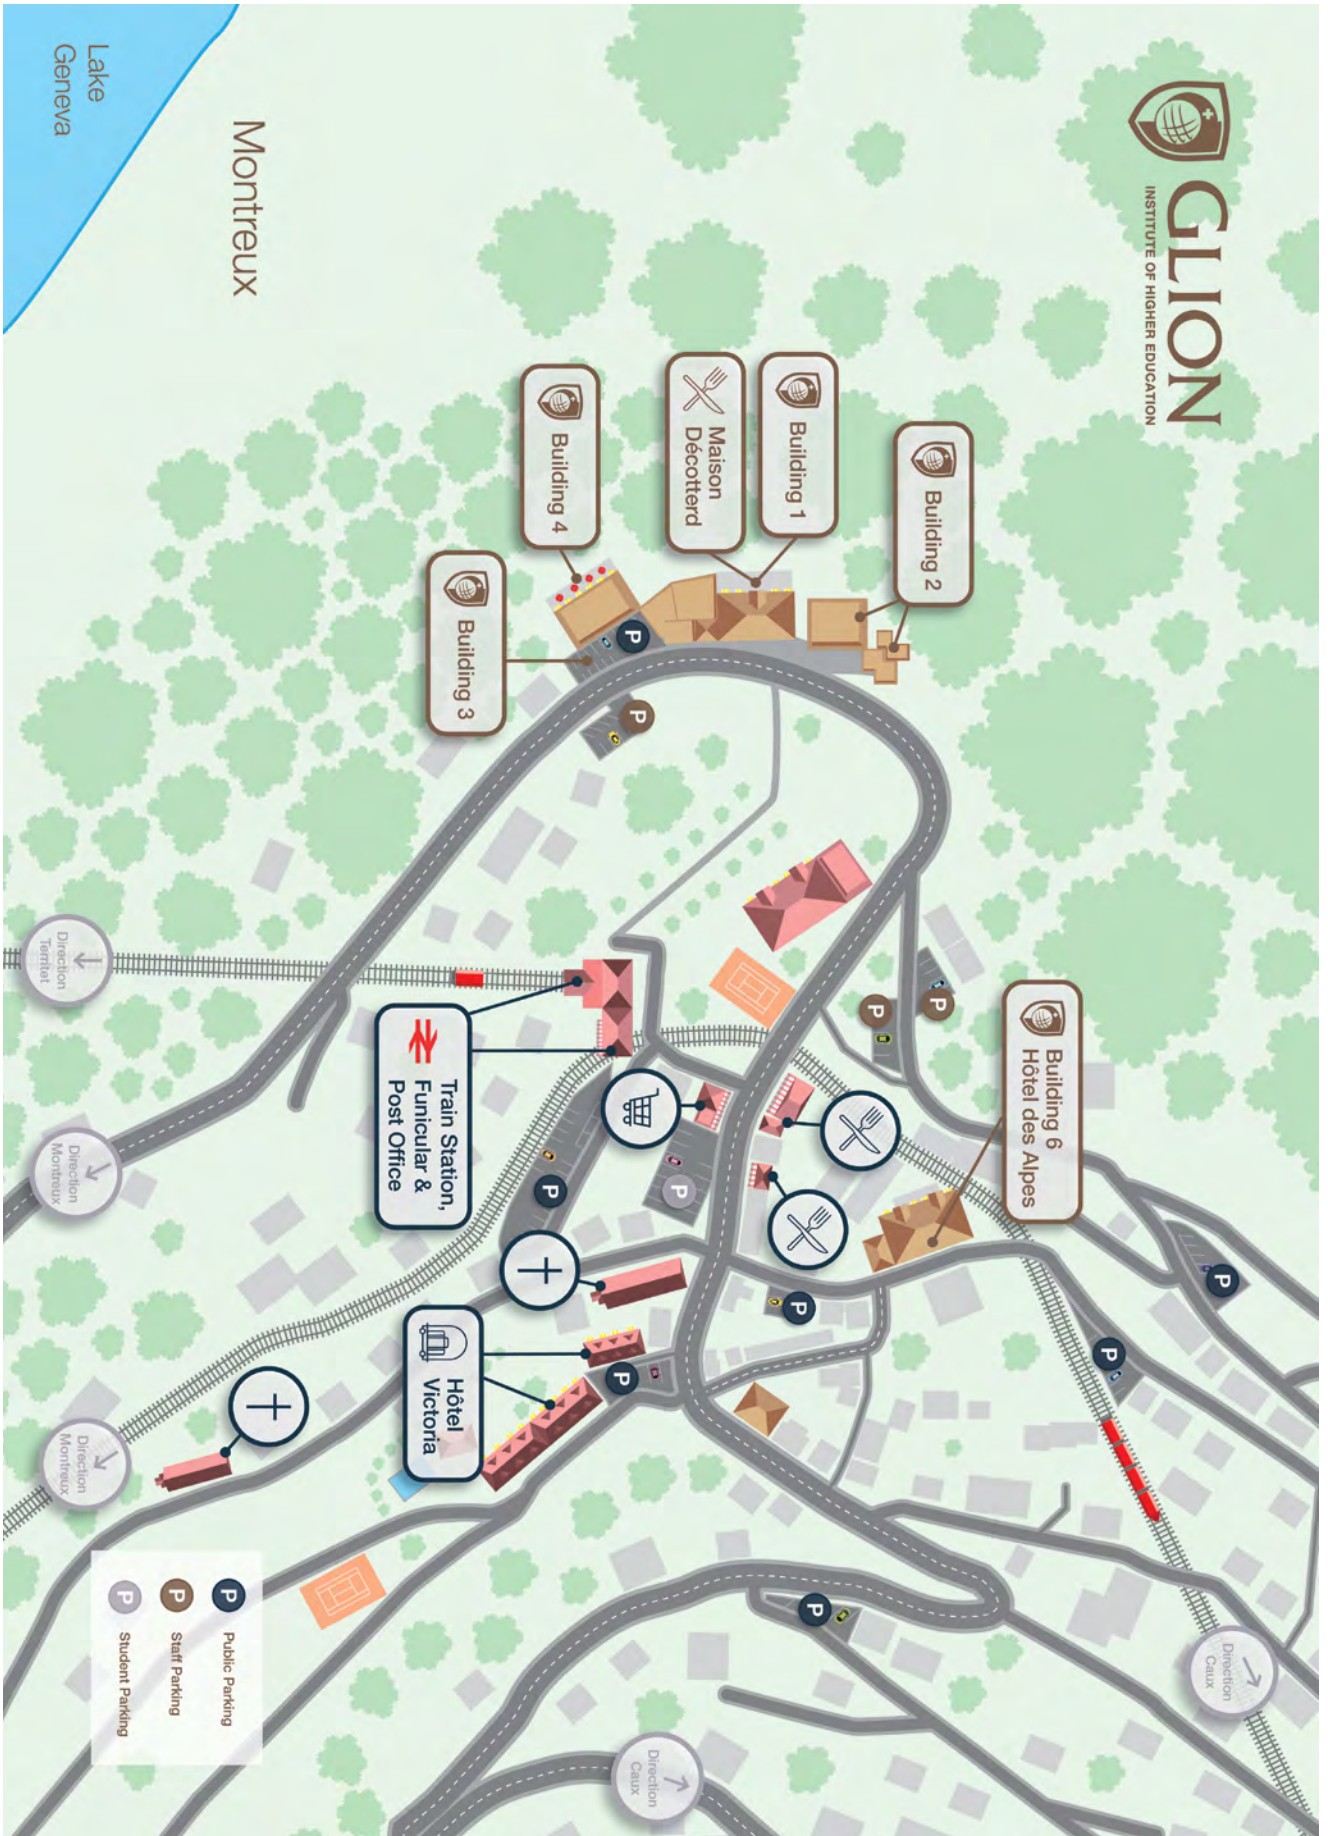 GLION
INSTITUTE OF HIGHER EDUCATION
Lake
Geneva
Montreux
Building 4
Maison
Décotterd
Building 1
Building 2
Building 3
Building 6
Hôtel des Alpes
Train Station,
Funicular &
Post Office
Hôtel
Victoria
Direction
Territet
Direction
Montreux
Direction
Montreux
Direction
Caux
Direction
Caux
P
P
P
P
P
P
P
P
P
P
P
P Public Parking
P Staff Parking
P Student Parking